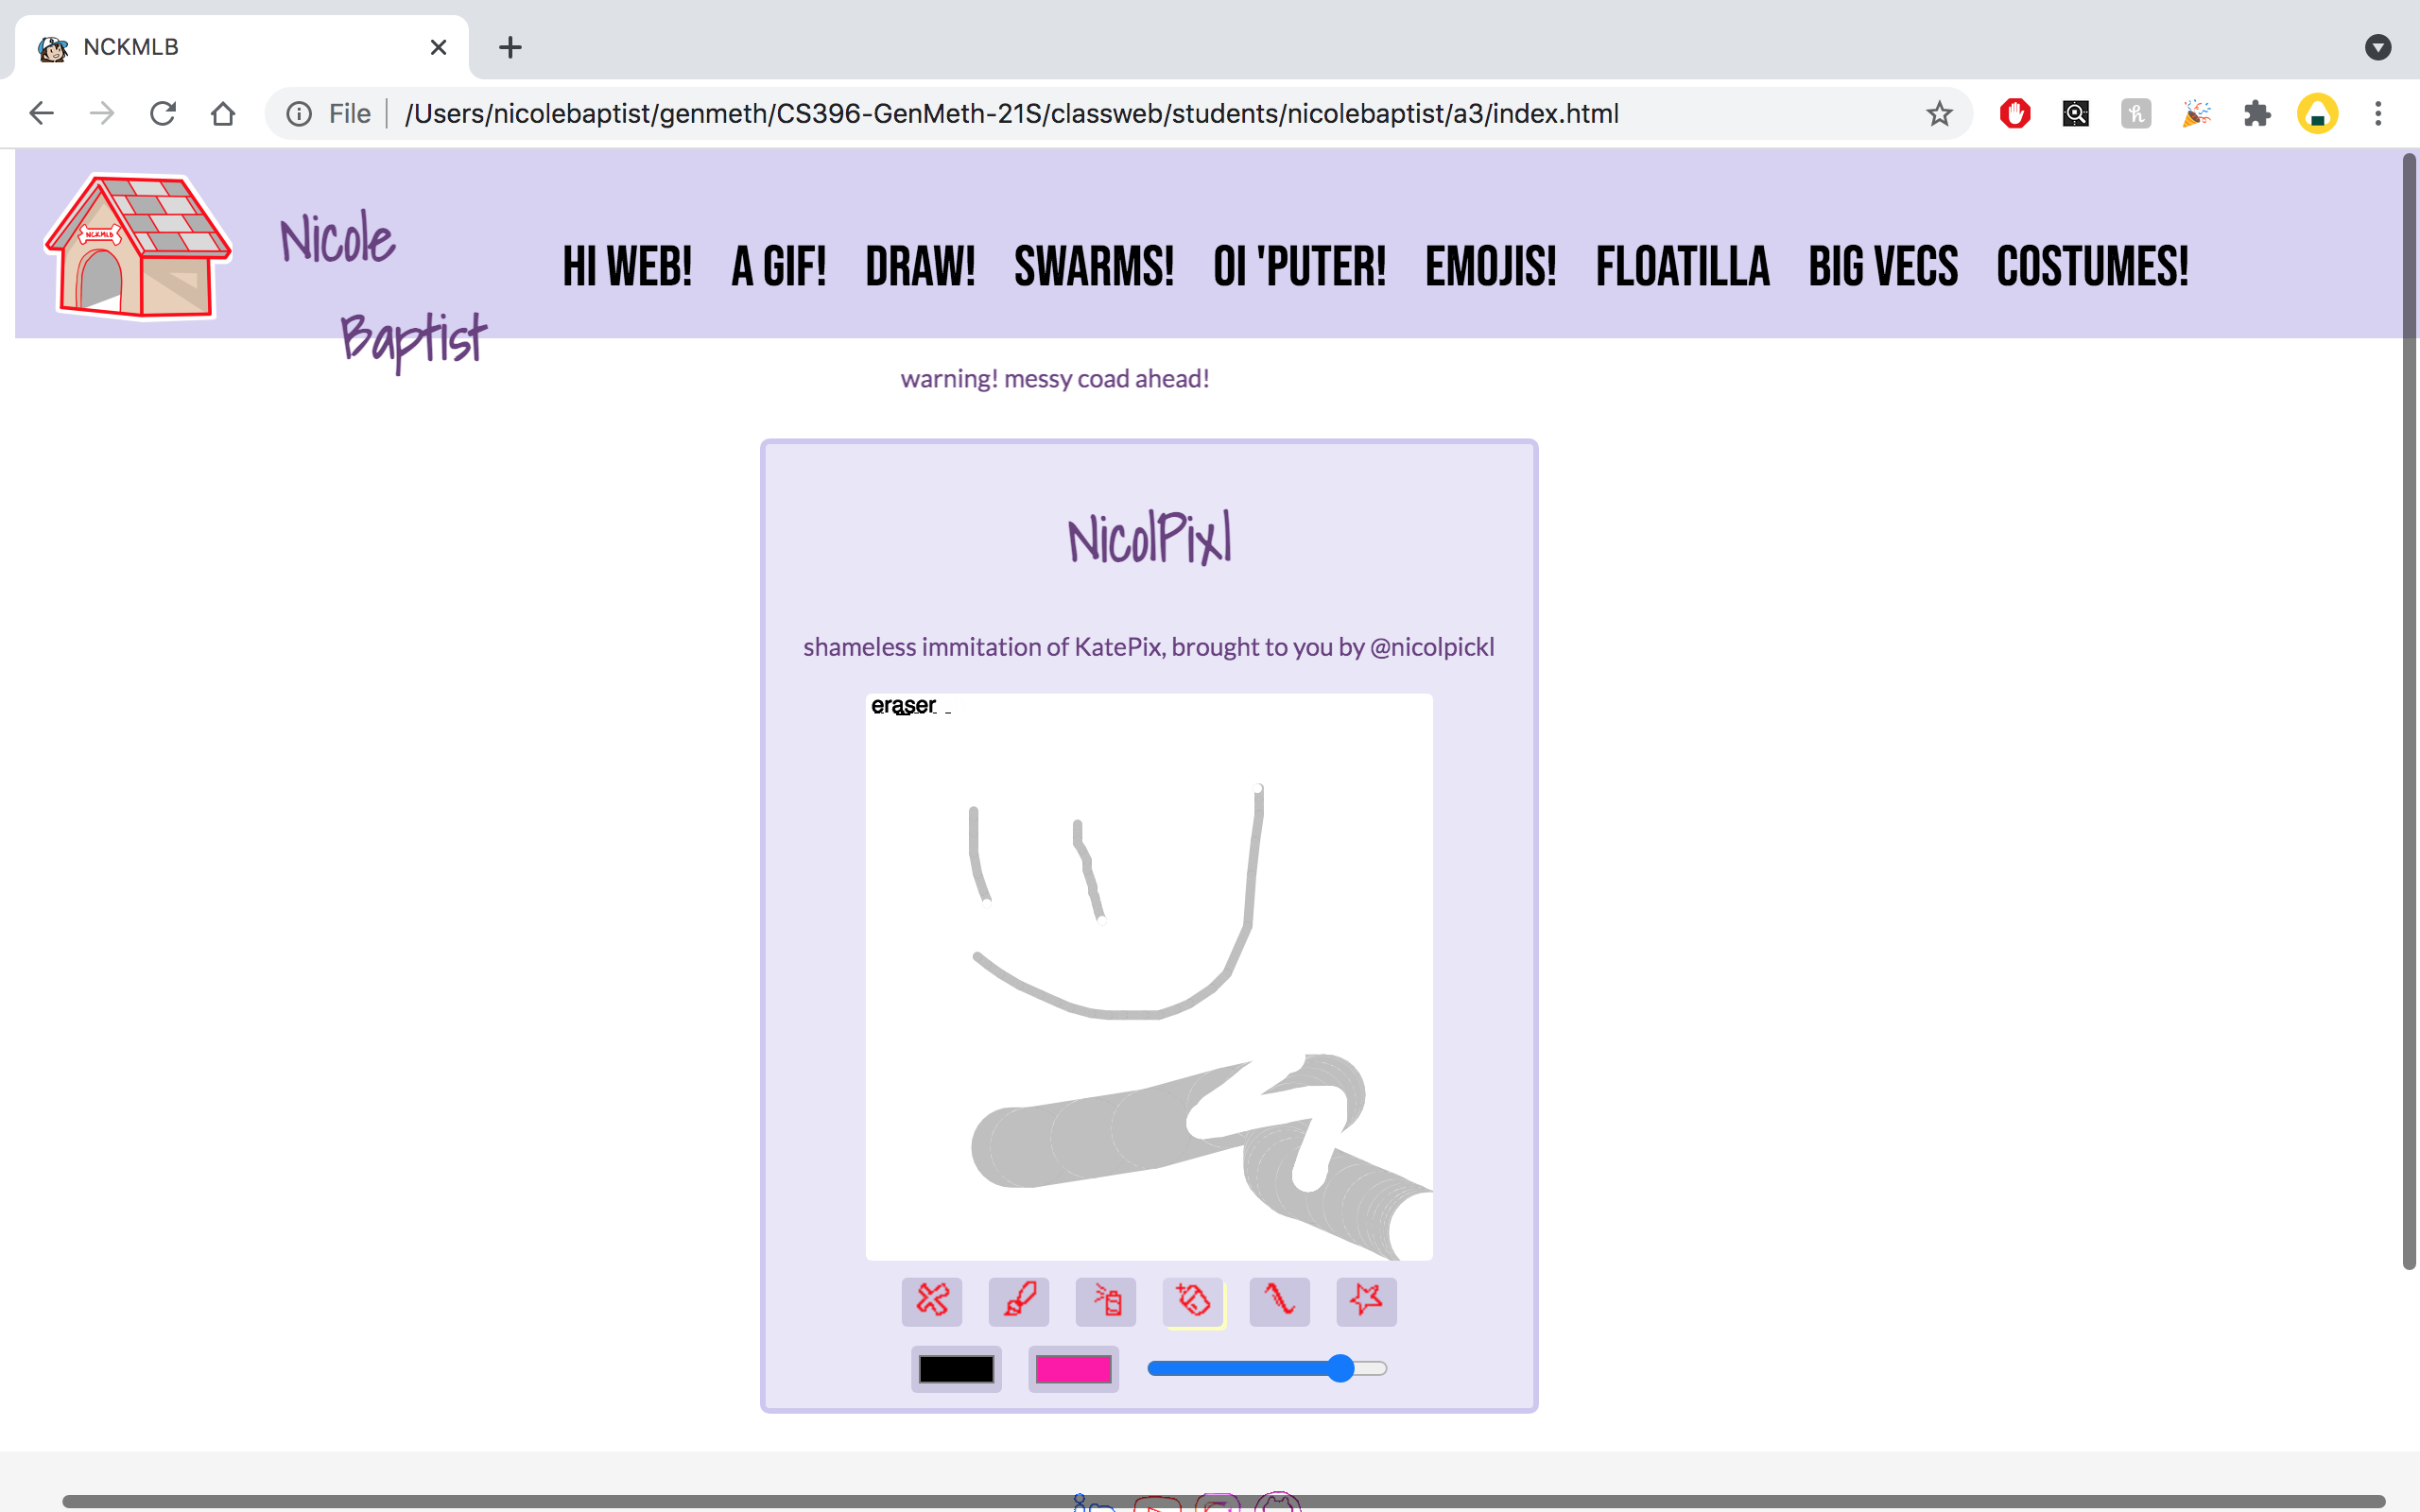 NCKMLB
File
/Users/nicolebaptist/genmeth/CS396-GenMeth-21S/classweb/students/nicolebaptist/a3/index.html
NCKMLB
Nicole
Baptist
HI WEB! A GIF! DRAW! SWARMS! OI 'PUTER! EMOJIS! FLOATILLA BIG VECS COSTUMES!
warning! messy coad ahead!
NicolPixl
shameless immitation of KatePix, brought to you by @nicolpickl
eraser